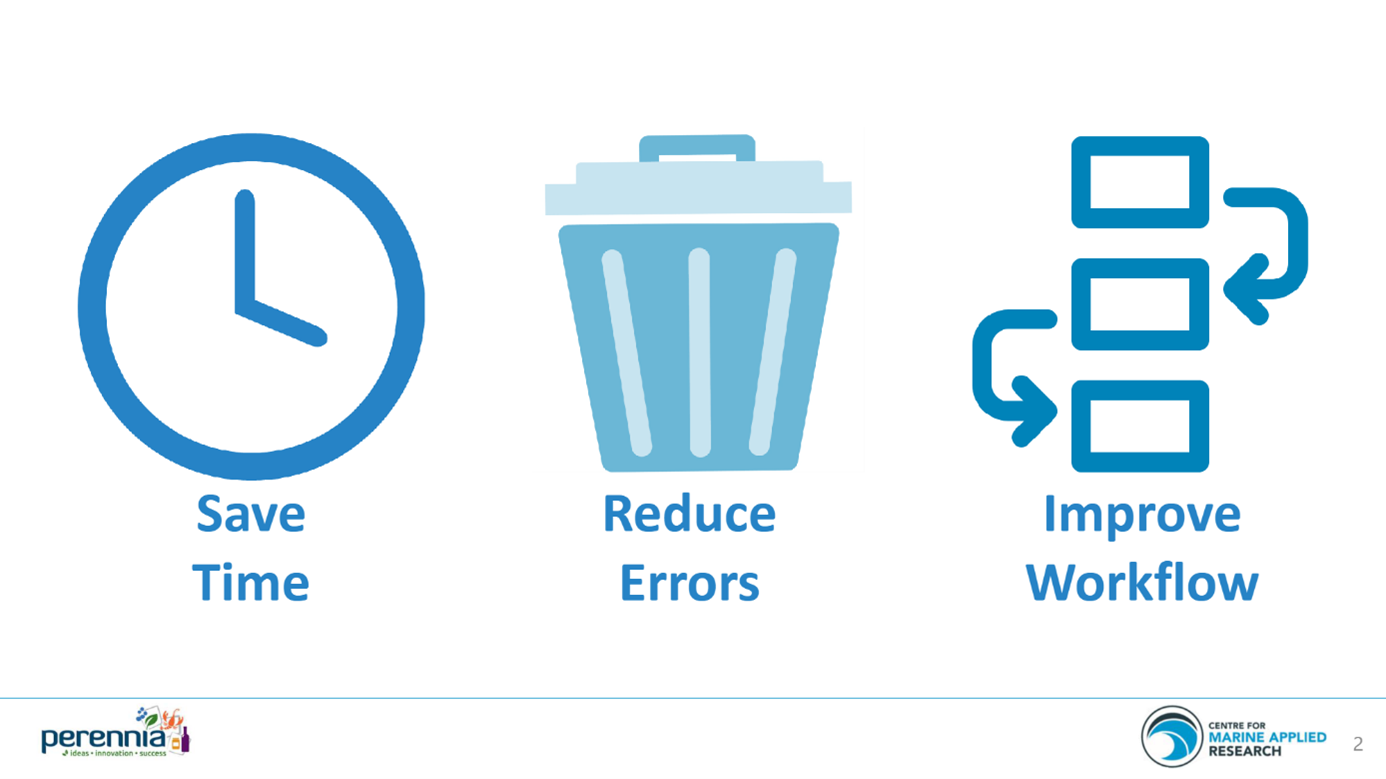 Save
Time
Reduce
Errors
Improve
Workflow
perennia
ideas • innovation • success
CENTRE FOR
MARINE APPLIED
RESEARCH
2